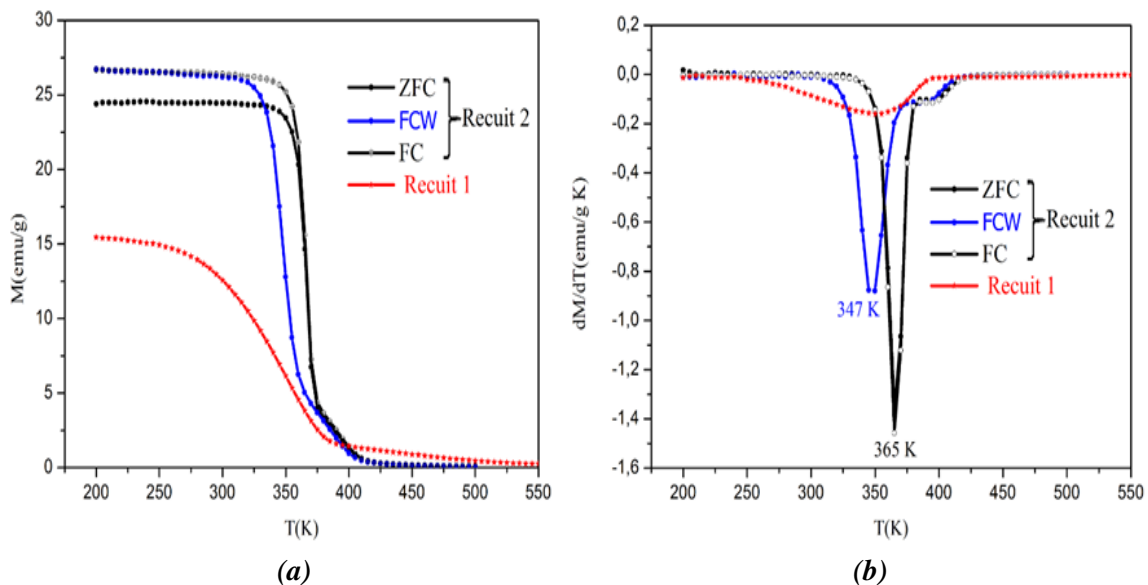 30
25
20
15
10
5
0
M(emu/g)
ZFC
FCW
FC
Recuit 2
Recuit 1
200 250 300 350 400 450 500 550
T(K)
(a)
0,2
0,0
-0,2
-0,4
-0,6
-0,8
-1,0
-1,2
-1,4
-1,6
dM/dT(emu/g K)
ZFC
FCW
FC
Recuit 2
Recuit 1
347 K
365 K
200 250 300 350 400 450 500 550
T(K)
(b)